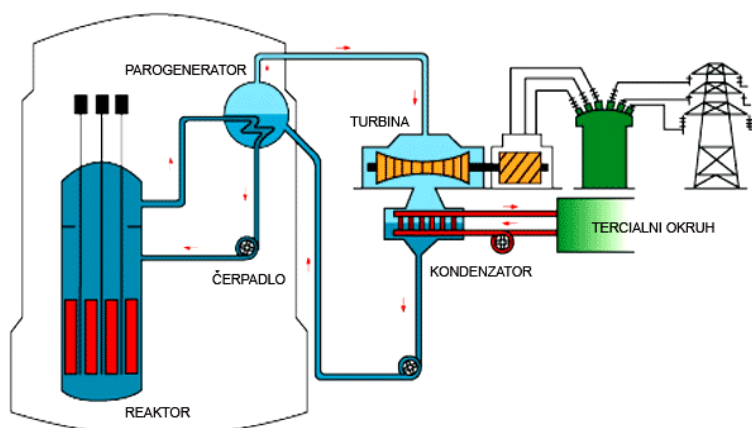 PAROGENERATOR
TURBINA
TERCIALNI OKRUH
KONDENZATOR
ČERPADLO
REAKTOR